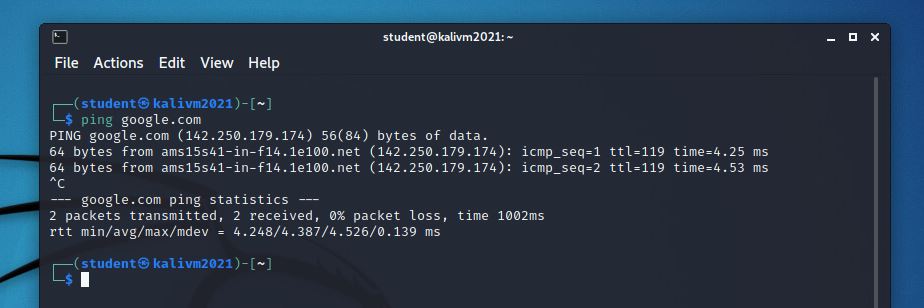 student@kalivm2021: ~
File Actions Edit View Help
┌──(student㉿kalivm2021)-[~]
└─$ ping google.com
PING google.com (142.250.179.174) 56(84) bytes of data.
64 bytes from ams15s41-in-f14.1e100.net (142.250.179.174): icmp_seq=1 ttl=119 time=4.25 ms
64 bytes from ams15s41-in-f14.1e100.net (142.250.179.174): icmp_seq=2 ttl=119 time=4.53 ms
^C
--- google.com ping statistics ---
2 packets transmitted, 2 received, 0% packet loss, time 1002ms
rtt min/avg/max/mdev = 4.248/4.387/4.526/0.139 ms
┌──(student㉿kalivm2021)-[~]
└─$